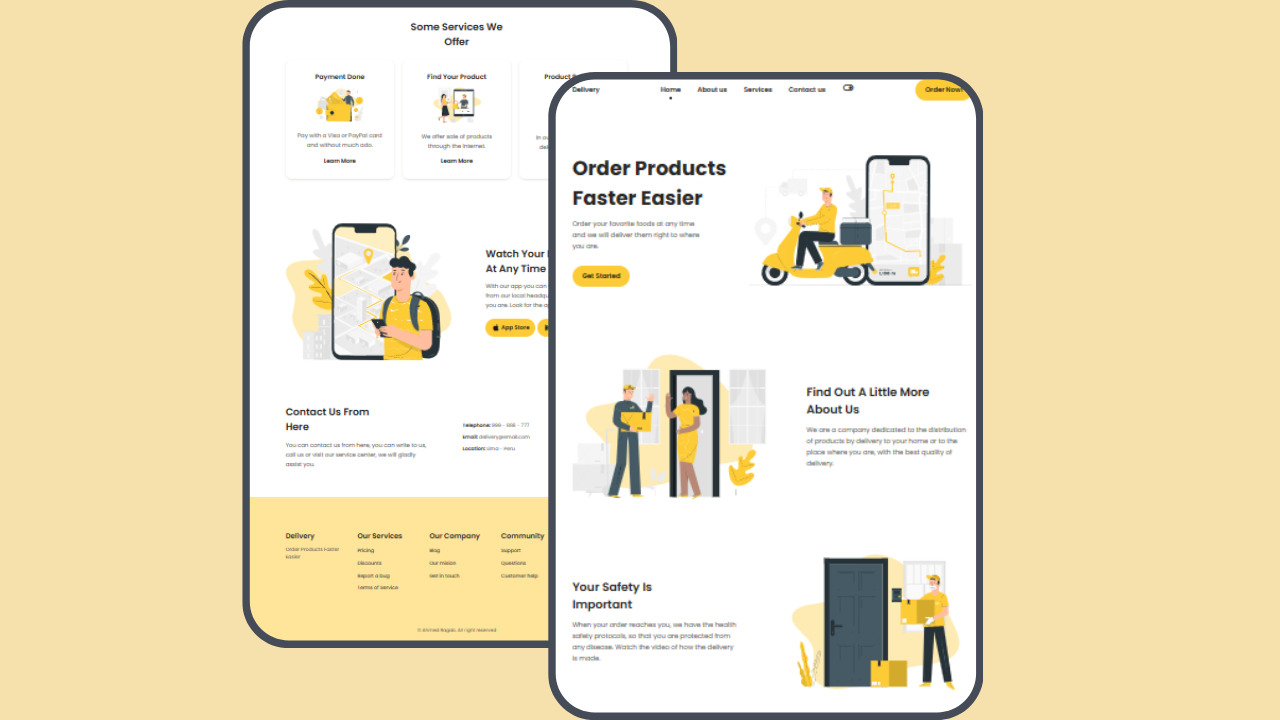 Some Services We
Offer
Payment Done
Pay with a Visa or PayPal card
and without much ado.
Learn More
Find Your Product
We offer sale of products
through the Internet.
Learn More
Product
In
Watch Your
At Any Time
With our app you can
from our local
you are. Look for the
App Store
Contact Us From
Here
You can contact us from here, you can write to us,
call us or visit our service center, we will gladly
assist you.
Telephone: 999 - 888 - 777
Email: delivery@email.com
Location: Lima - Peru
Delivery
Order Products Faster
Easier
Our Services
Pricing
Discounts
Report a bug
Terms of Service
Our Company
Blog
Our mision
Get in touch
Community
Support
Questions
Customer help
All right reserved
Delivery
Home
About us
Services
Contact us
Order Now!
Order Products
Faster Easier
Order your favorite foods at any time
and we will deliver them right to where
you are.
Get Started
Find Out A Little More
About Us
We are a company dedicated to the distribution
of products by delivery to your home or to the
place where you are, with the best quality of
delivery.
Your Safety Is
Important
When your order reaches you, we have the health
safety protocols, so that you are protected from
any disease. Watch the video of how the delivery
is made.